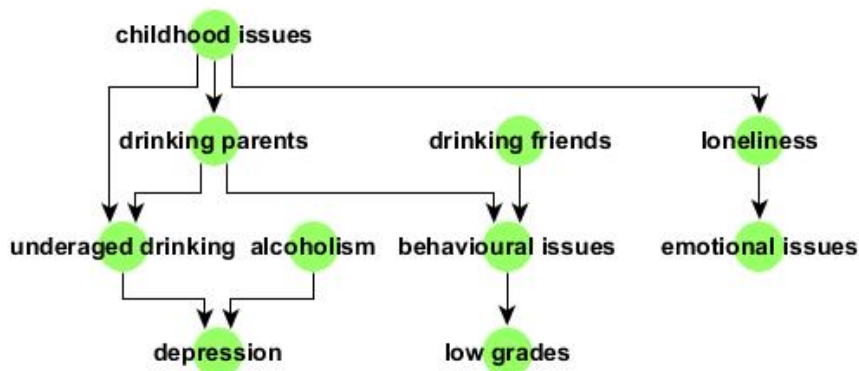 childhood issues
drinking parents
drinking friends
loneliness
underaged drinking
alcoholism
behavioural issues
emotional issues
depression
low grades